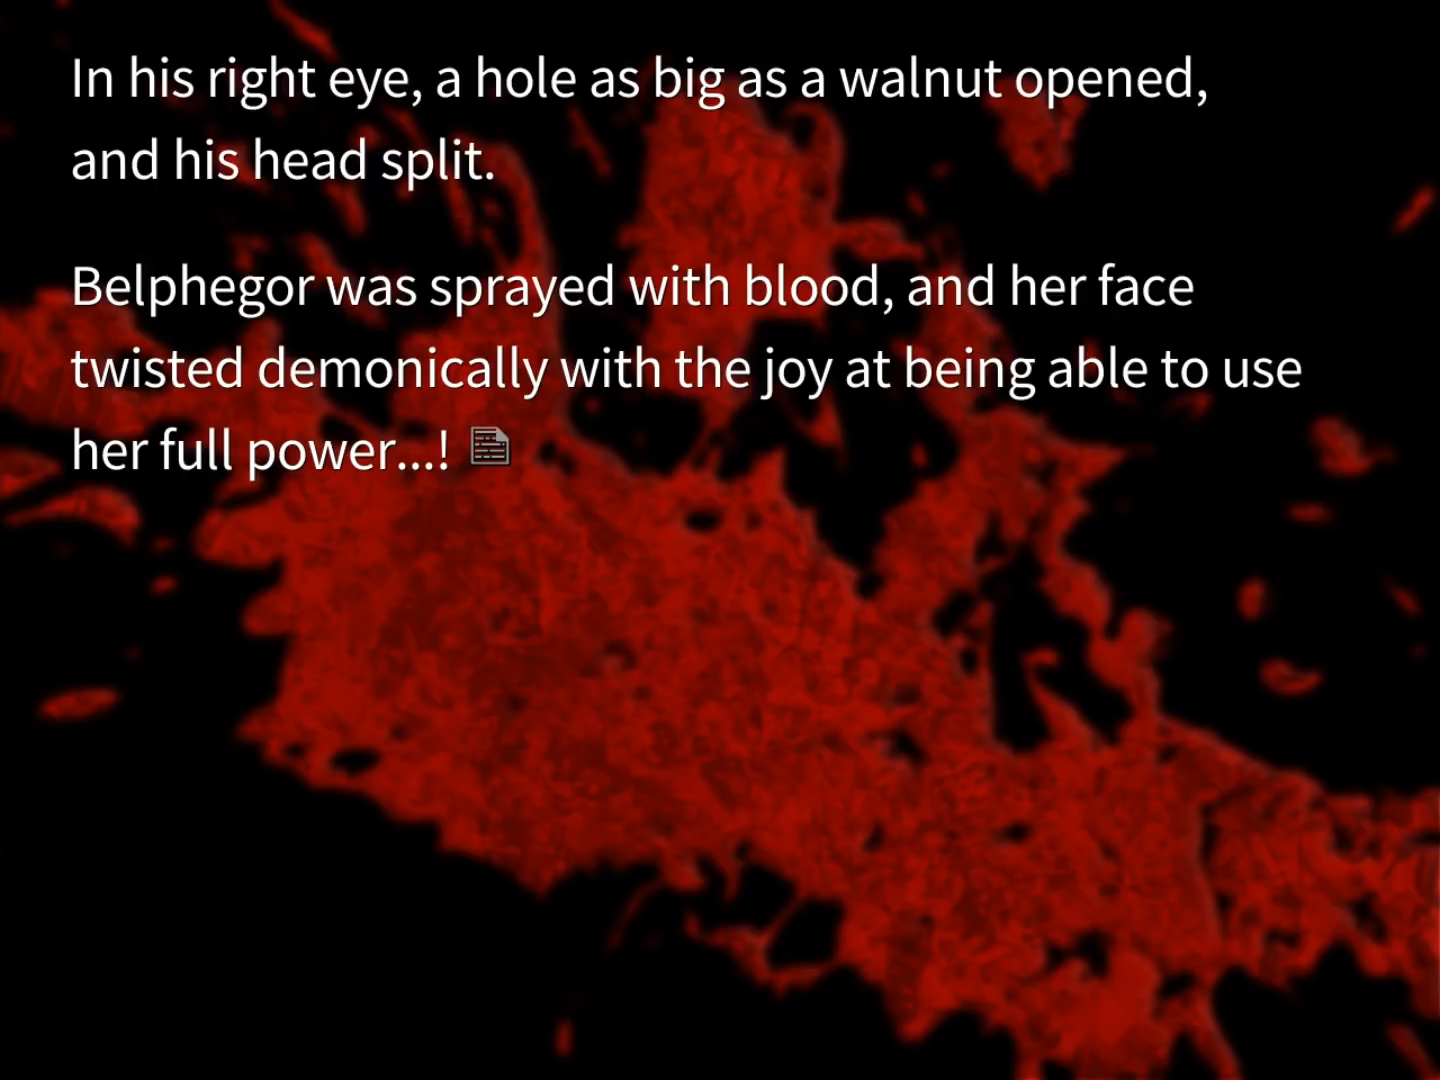 In his right eye, a hole as big as a walnut opened,
and his head split.
Belphegor was sprayed with blood, and her face
twisted demonically with the joy at being able to use
her full power...!